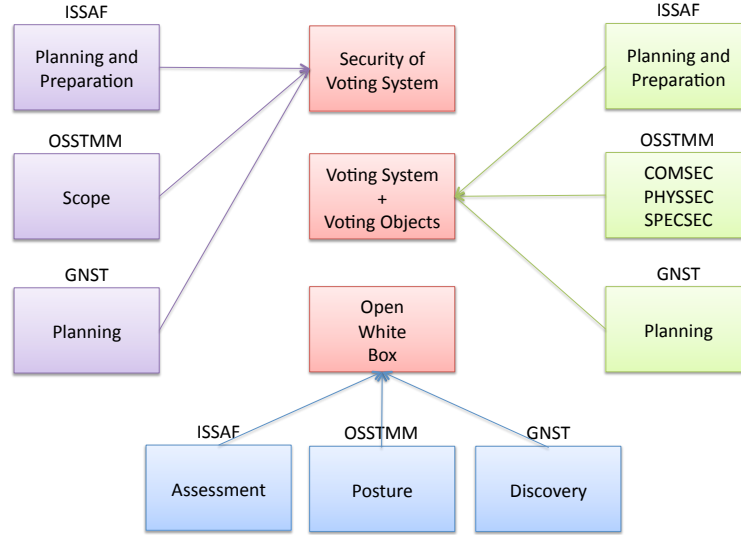 ISSAF
Planning and
Preparation
OSSTMM
Scope
GNST
Planning
Security of
Voting System
Voting System
+
Voting Objects
Open
White
Box
ISSAF
Planning and
Preparation
OSSTMM
COMSEC
PHYSSEC
SPECSEC
GNST
Planning
ISSAF
Assessment
OSSTMM
Posture
GNST
Discovery